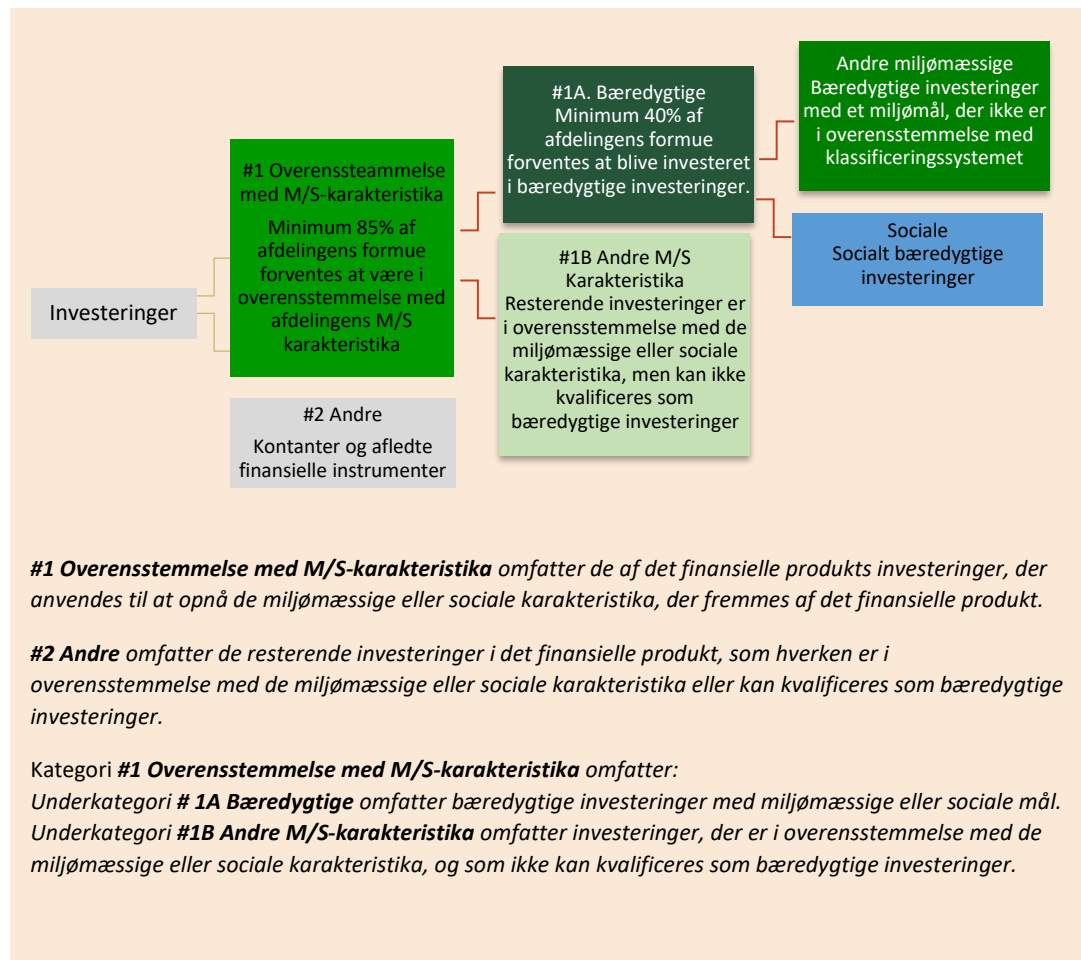 Investeringer
#1 Overenssteammelse
med M/S-karakteristika
Minimum 85% af
afdelingens formue
forventes at være i
overensstemmelse med
afdelingens M/S
karakteristika
#2 Andre
Kontanter og afledte
finansielle instrumenter
#1A. Bæredygtige
Minimum 40% af
afdelingens formue
forventes at blive investeret
i bæredygtige investeringer.
#1B Andre M/S
Karakteristika
Resterende investeringer er
i overensstemmelse med de
miljømæssige eller sociale
karakteristika, men kan ikke
kvalificeres som
bæredygtige investeringer
Andre miljømæssige
Bæredygtige investeringer
med et miljømål, der ikke er
i overensstemmelse med
klassificeringssystemet
Sociale
Socialt bæredygtige
investeringer
#1 Overensstemmelse med M/S-karakteristika omfatter de af det finansielle produkts investeringer, der
anvendes til at opnå de miljømæssige eller sociale karakteristika, der fremmes af det finansielle produkt.
#2 Andre omfatter de resterende investeringer i det finansielle produkt, som hverken er i
overensstemmelse med de miljømæssige eller sociale karakteristika eller kan kvalificeres som bæredygtige
investeringer.
Kategori #1 Overensstemmelse med M/S-karakteristika omfatter:
Underkategori # 1A Bæredygtige omfatter bæredygtige investeringer med miljømæssige eller sociale mål.
Underkategori #1B Andre M/S-karakteristika omfatter investeringer, der er i overensstemmelse med de
miljømæssige eller sociale karakteristika, og som ikke kan kvalificeres som bæredygtige investeringer.